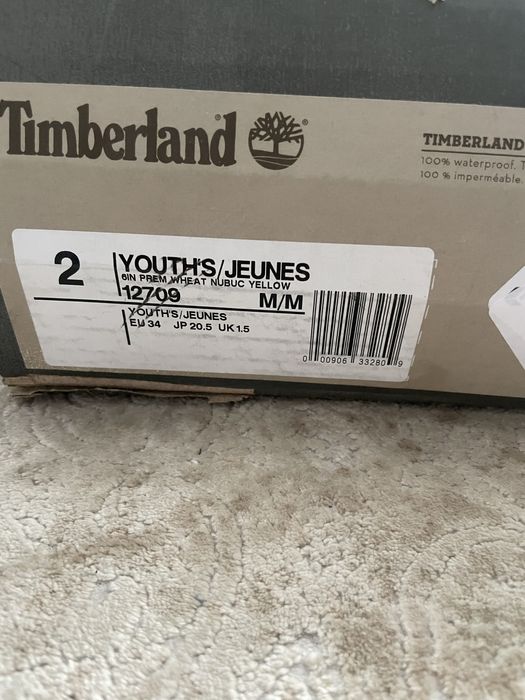 Timberland®
TIMBERLAND
100% waterproof. T
100 % imperméable.
2
YOUTH'S/JEUNES
6IN PREM WHEAT NUBUC YELLOW
12709 M/M
YOUTH'S/JEUNES
EU 34 JP 20.5 UK 1.5
0 00906 33280 9